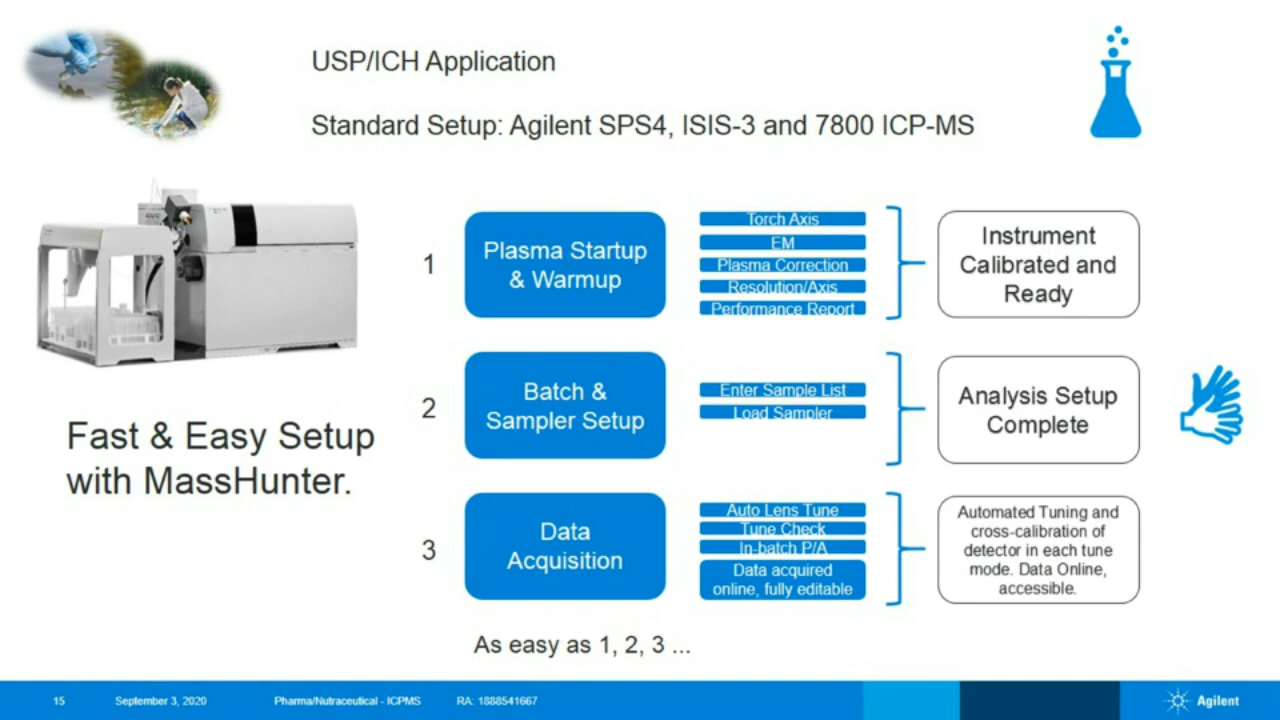 USP/ICH Application
Standard Setup: Agilent SPS4, ISIS-3 and 7800 ICP-MS
Fast & Easy Setup
with MassHunter.
1
Plasma Startup
& Warmup
Torch Axis
EM
Plasma Correction
Resolution/Axis
Performance Report
Instrument
Calibrated and
Ready
2
Batch &
Sampler Setup
Enter Sample List
Load Sampler
Analysis Setup
Complete
3
Data
Acquisition
Auto Lens Tune
Tune Check
In-batch P/A
Data acquired
online, fully editable
Automated Tuning and
cross-calibration of
detector in each tune
mode. Data Online,
accessible.
As easy as 1, 2, 3 ...
15
September 3, 2020
Pharma/Nutraceutical - ICPMS
RA: 1888541667
Agilent